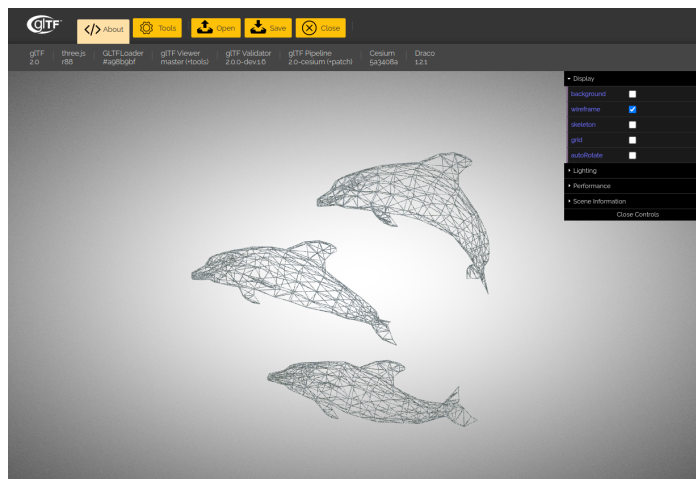 glTF™
</> About
Tools
Open
Save
Close
glTF
2.0
three.js
r88
GLTFLoader
#a98b9bf
glTF Viewer
master (+tools)
glTF Validator
2.0.0-dev.1.6
glTF Pipeline
2.0-cesium (+patch)
Cesium
5a3408a
Draco
1.2.1
Display
background
wireframe
skeleton
grid
autoRotate
Lighting
Performance
Scene Information
Close Controls